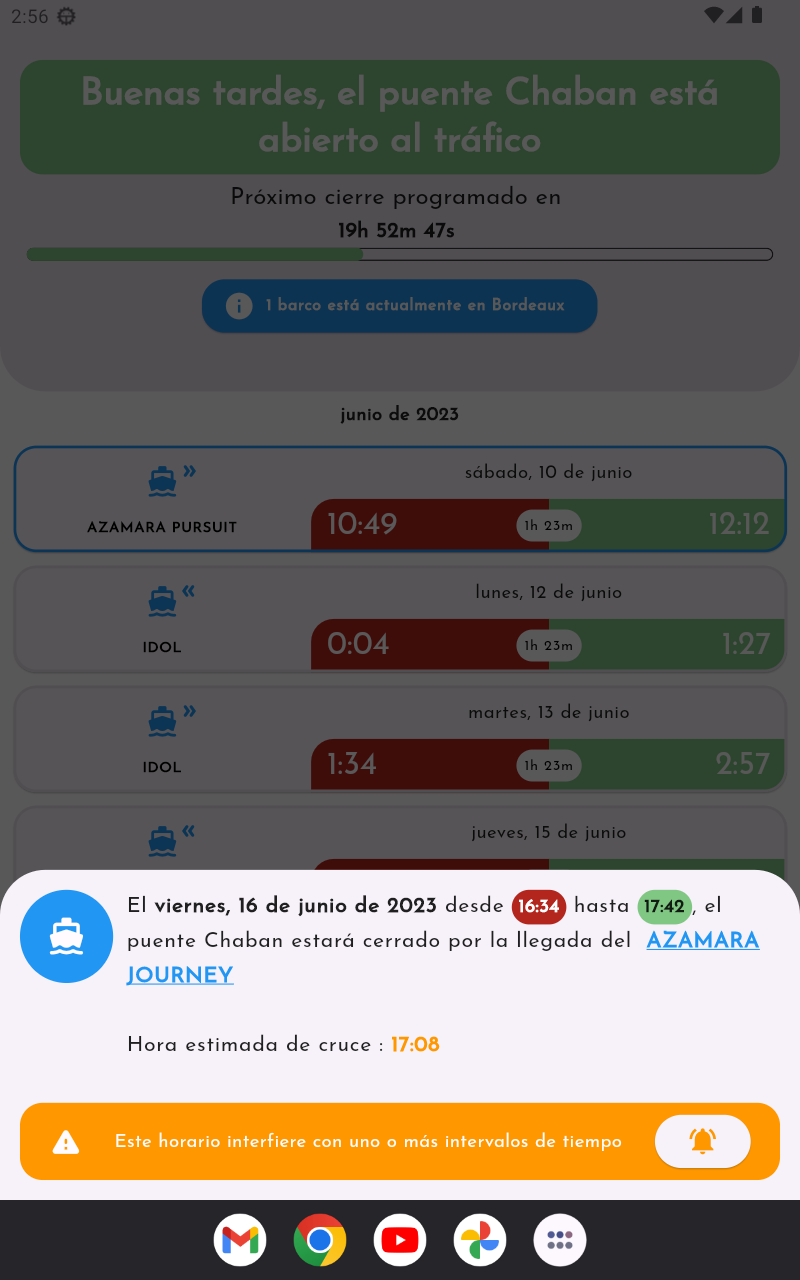 2:56
Buenas tardes, el puente Chaban está
abierto al tráfico
Próximo cierre programado en
19h 52m 47s
1 barco está actualmente en Bordeaux
junio de 2023
sábado, 10 de junio
AZAMARA PURSUIT
10:49 1h 23m 12:12
lunes, 12 de junio
IDOL
0:04 1h 23m 1:27
martes, 13 de junio
IDOL
1:34 1h 23m 2:57
jueves, 15 de junio
El viernes, 16 de junio de 2023 desde 16:34 hasta 17:42, el
puente Chaban estará cerrado por la llegada del AZAMARA
JOURNEY
Hora estimada de cruce : 17:08
Este horario interfiere con uno o más intervalos de tiempo